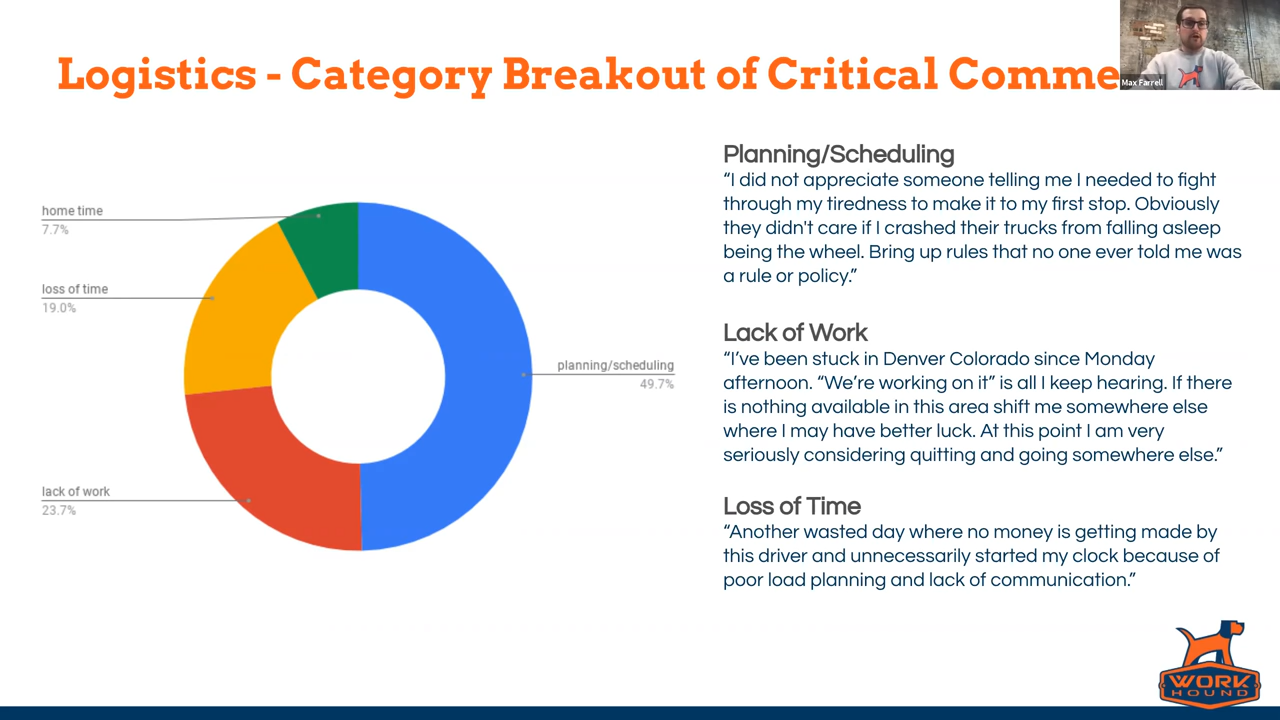 Logistics - Category Breakout of Critical Comme
Max Farrell
home time
7.7%
loss of time
19.0%
planning/scheduling
49.7%
lack of work
23.7%
Planning/Scheduling
“I did not appreciate someone telling me I needed to fight
through my tiredness to make it to my first stop. Obviously
they didn't care if I crashed their trucks from falling asleep
being the wheel. Bring up rules that no one ever told me was
a rule or policy.”
Lack of Work
“I’ve been stuck in Denver Colorado since Monday
afternoon. “We’re working on it” is all I keep hearing. If there
is nothing available in this area shift me somewhere else
where I may have better luck. At this point I am very
seriously considering quitting and going somewhere else.”
Loss of Time
“Another wasted day where no money is getting made by
this driver and unnecessarily started my clock because of
poor load planning and lack of communication.”
WORK
HOUND